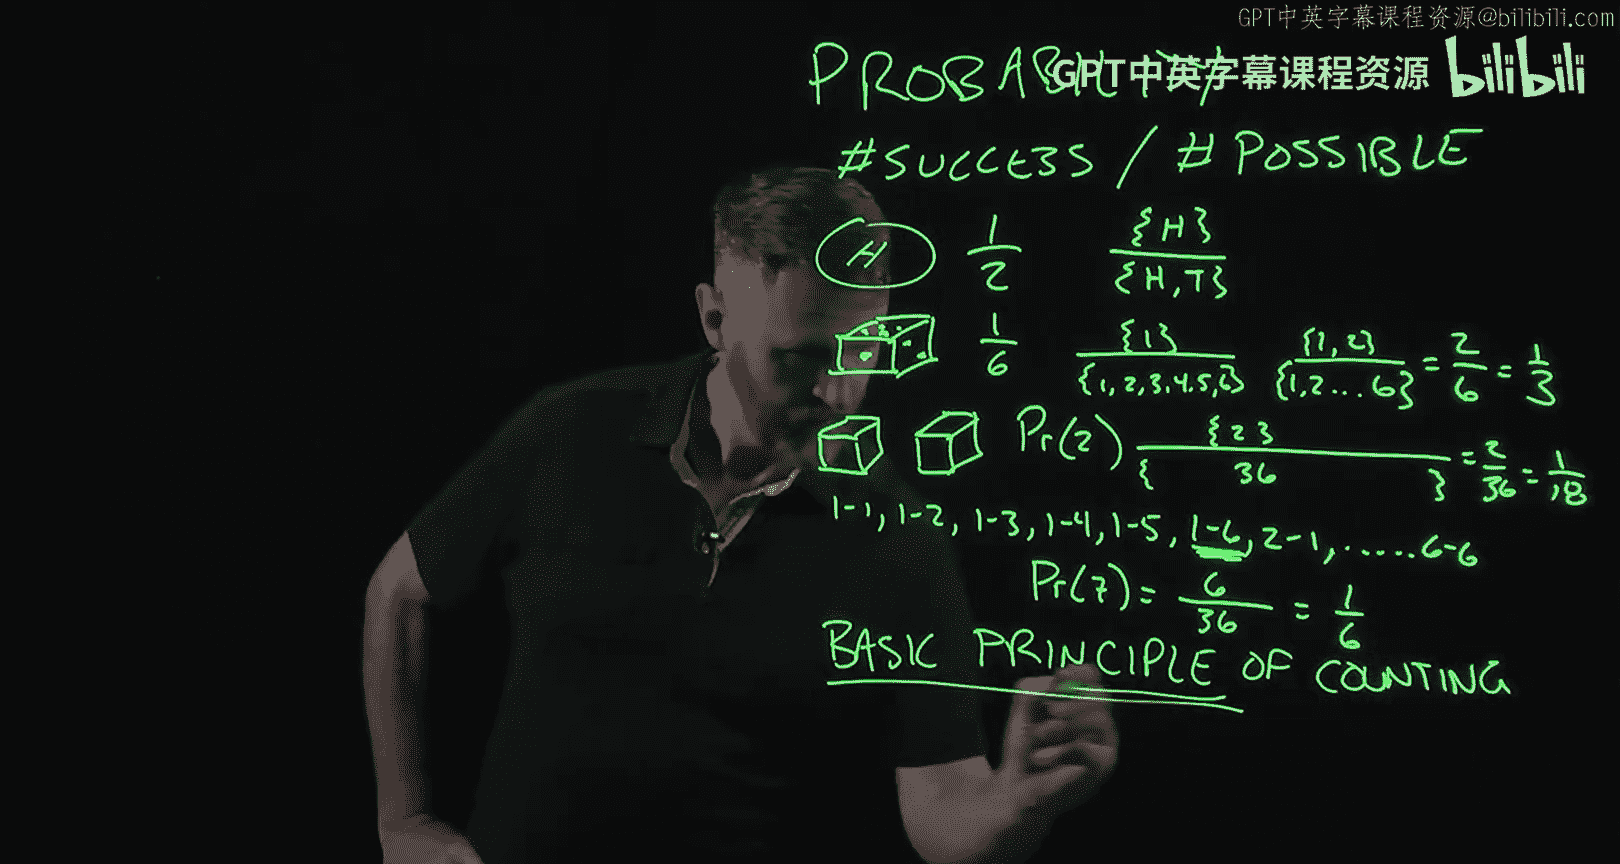 GPT中英字幕课程资源@bilibili.com
PROBABILITY
GPT中英字幕课程资源 bilibili
#SUCCESS / #POSSIBLE
H 1/2 {H}/{H,T}
1/6 {1}/{1,2,3,4,5,6} {1,2}/{1,2...6} = 2/6 = 1/3
Pr(2) {2}/{36} = 2/36 = 1/18
1-1, 1-2, 1-3, 1-4, 1-5, 1-6, 2-1, ......6-6
Pr(7) = 6/36 = 1/6
BASIC PRINCIPLE OF COUNTING